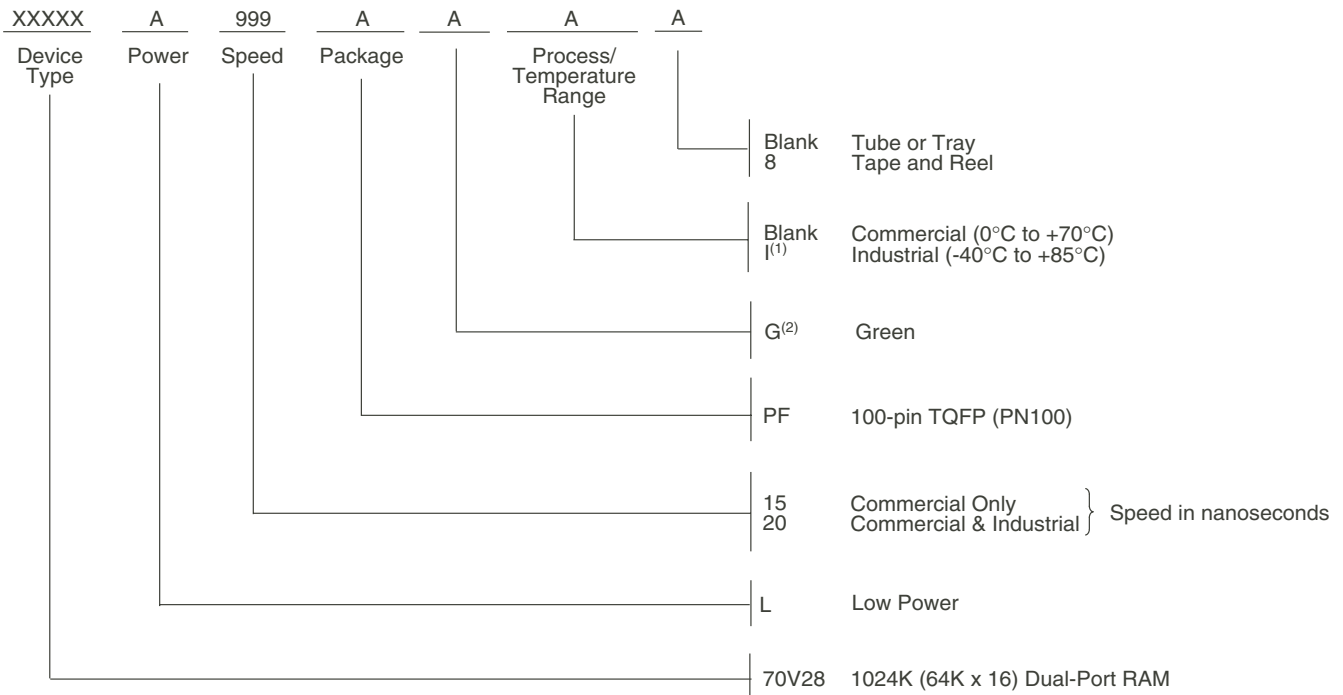 XXXXX A 999 A A A A
Device Type
Power
Speed
Package
Process/
Temperature
Range
Blank Tube or Tray
8 Tape and Reel
Blank Commercial (0°C to +70°C)
I(1) Industrial (-40°C to +85°C)
G(2) Green
PF 100-pin TQFP (PN100)
15 Commercial Only
20 Commercial & Industrial
Speed in nanoseconds
L Low Power
70V28 1024K (64K x 16) Dual-Port RAM